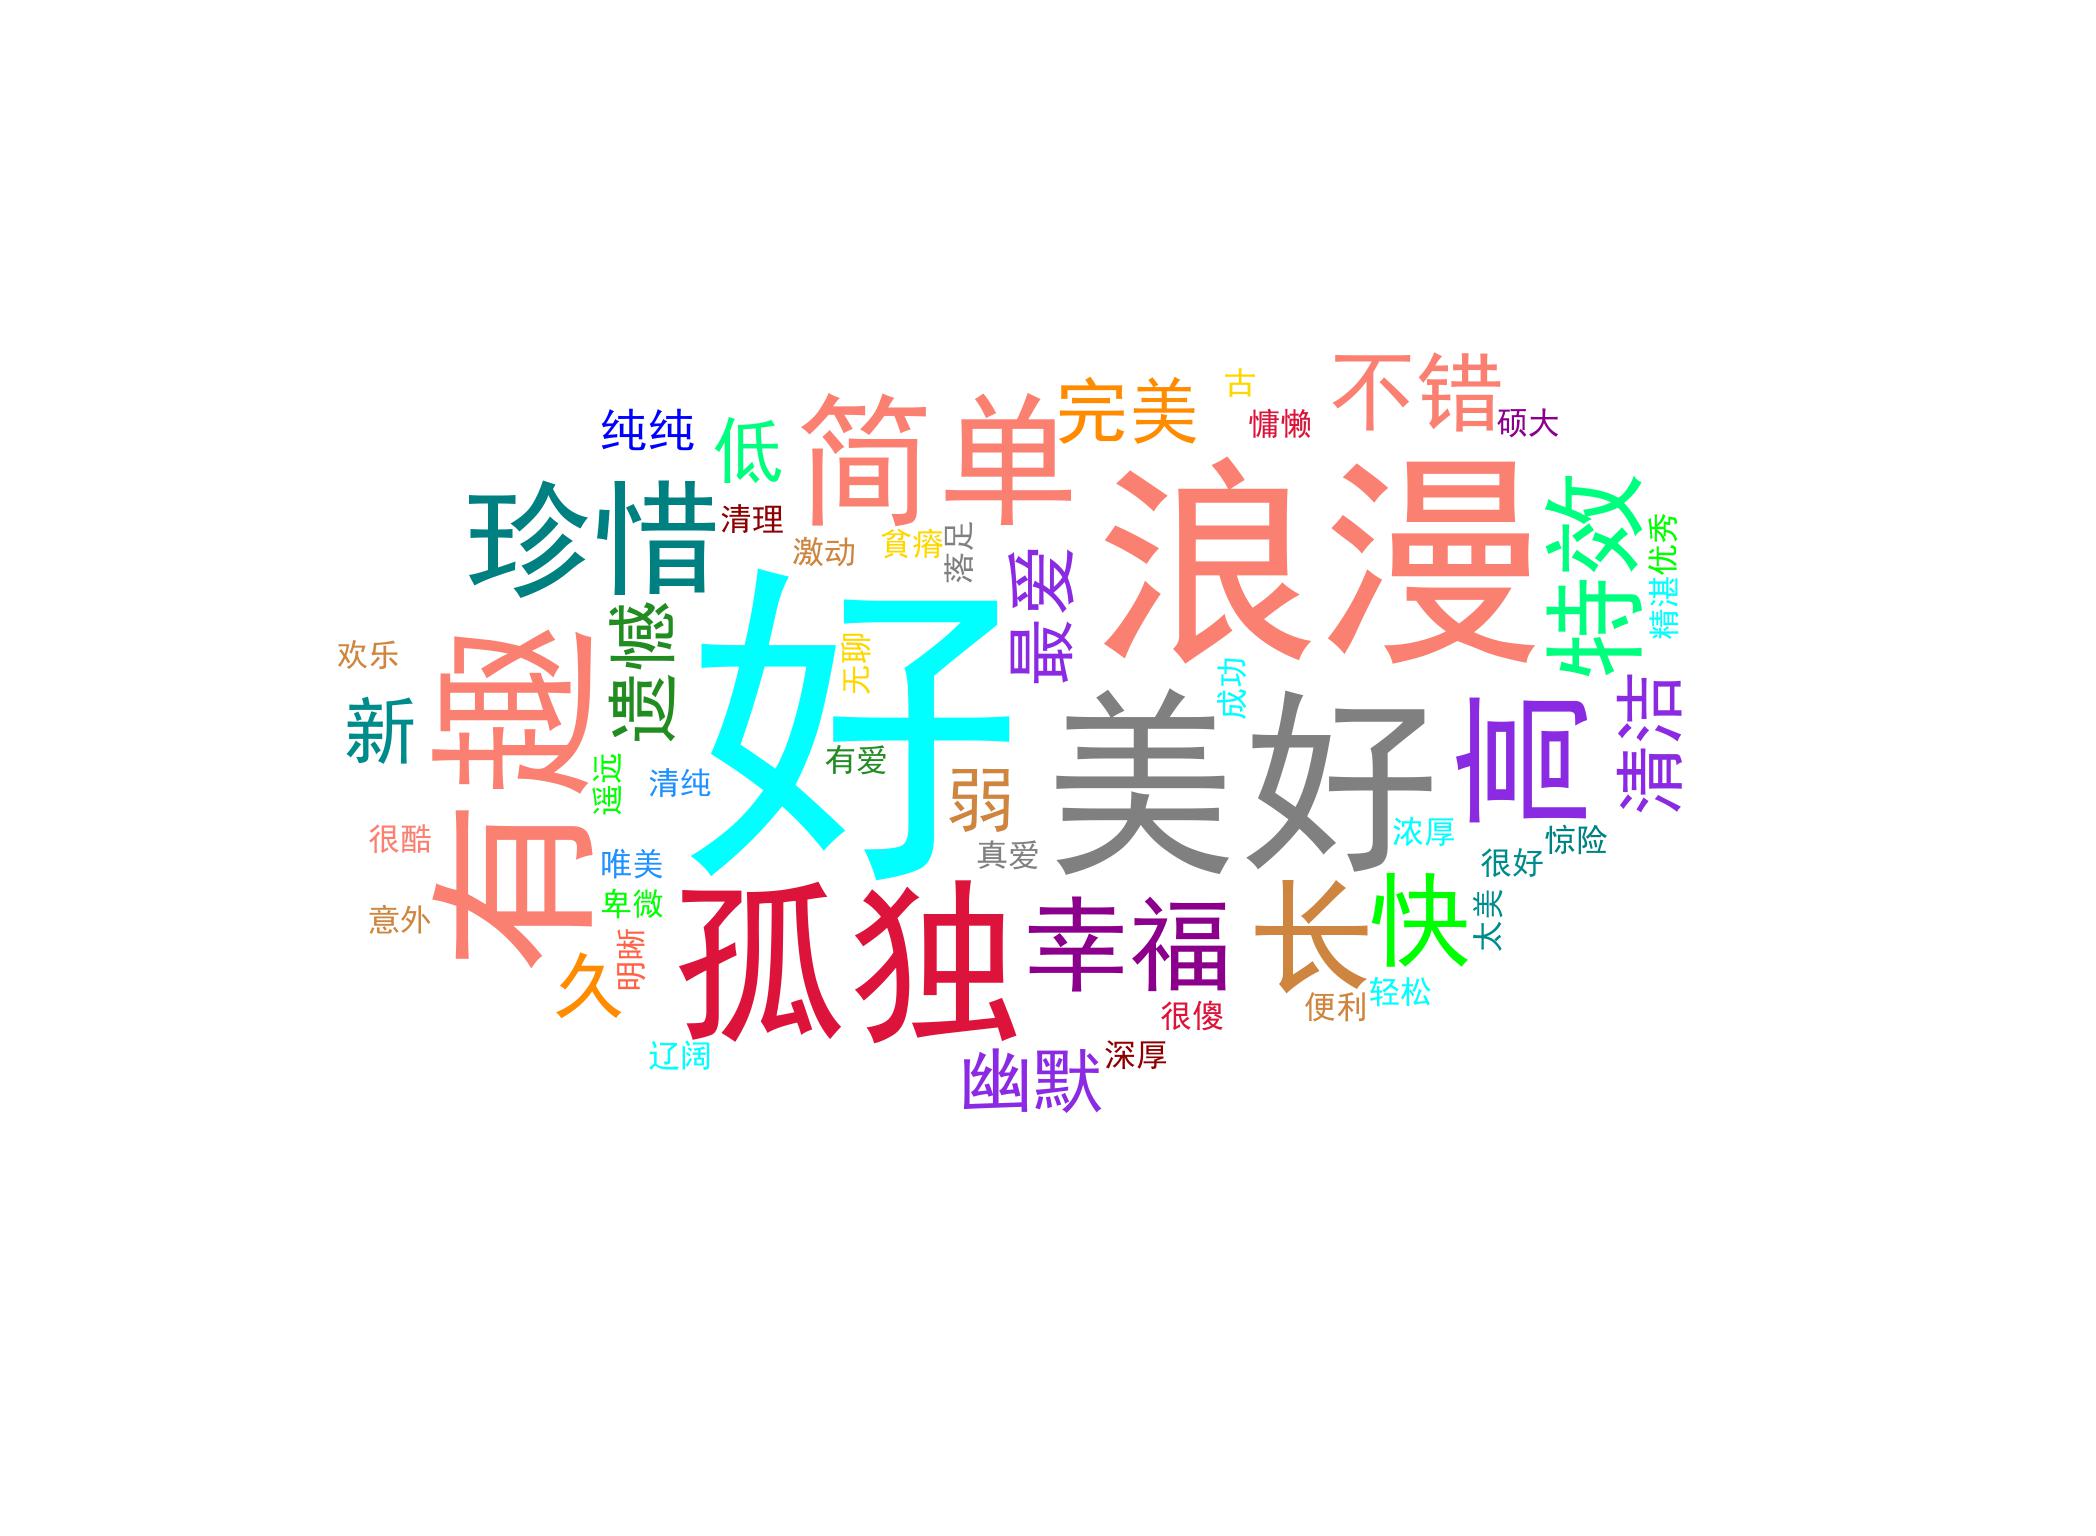 不错
完美
古
简单
慵懒
硕大
纯纯
低
浪漫
珍惜
清理
特效
优秀
激动
贫瘠
落足
最爱
精湛
好
遗憾
欢乐
无聊
有趣
成功
美好
清洁
新
高
有爱
遥远
清纯
弱
很酷
浓厚
惊险
真爱
唯美
很好
卑微
意外
孤独
幸福
长
快
太美
明晰
久
轻松
便利
很傻
辽阔
深厚
幽默